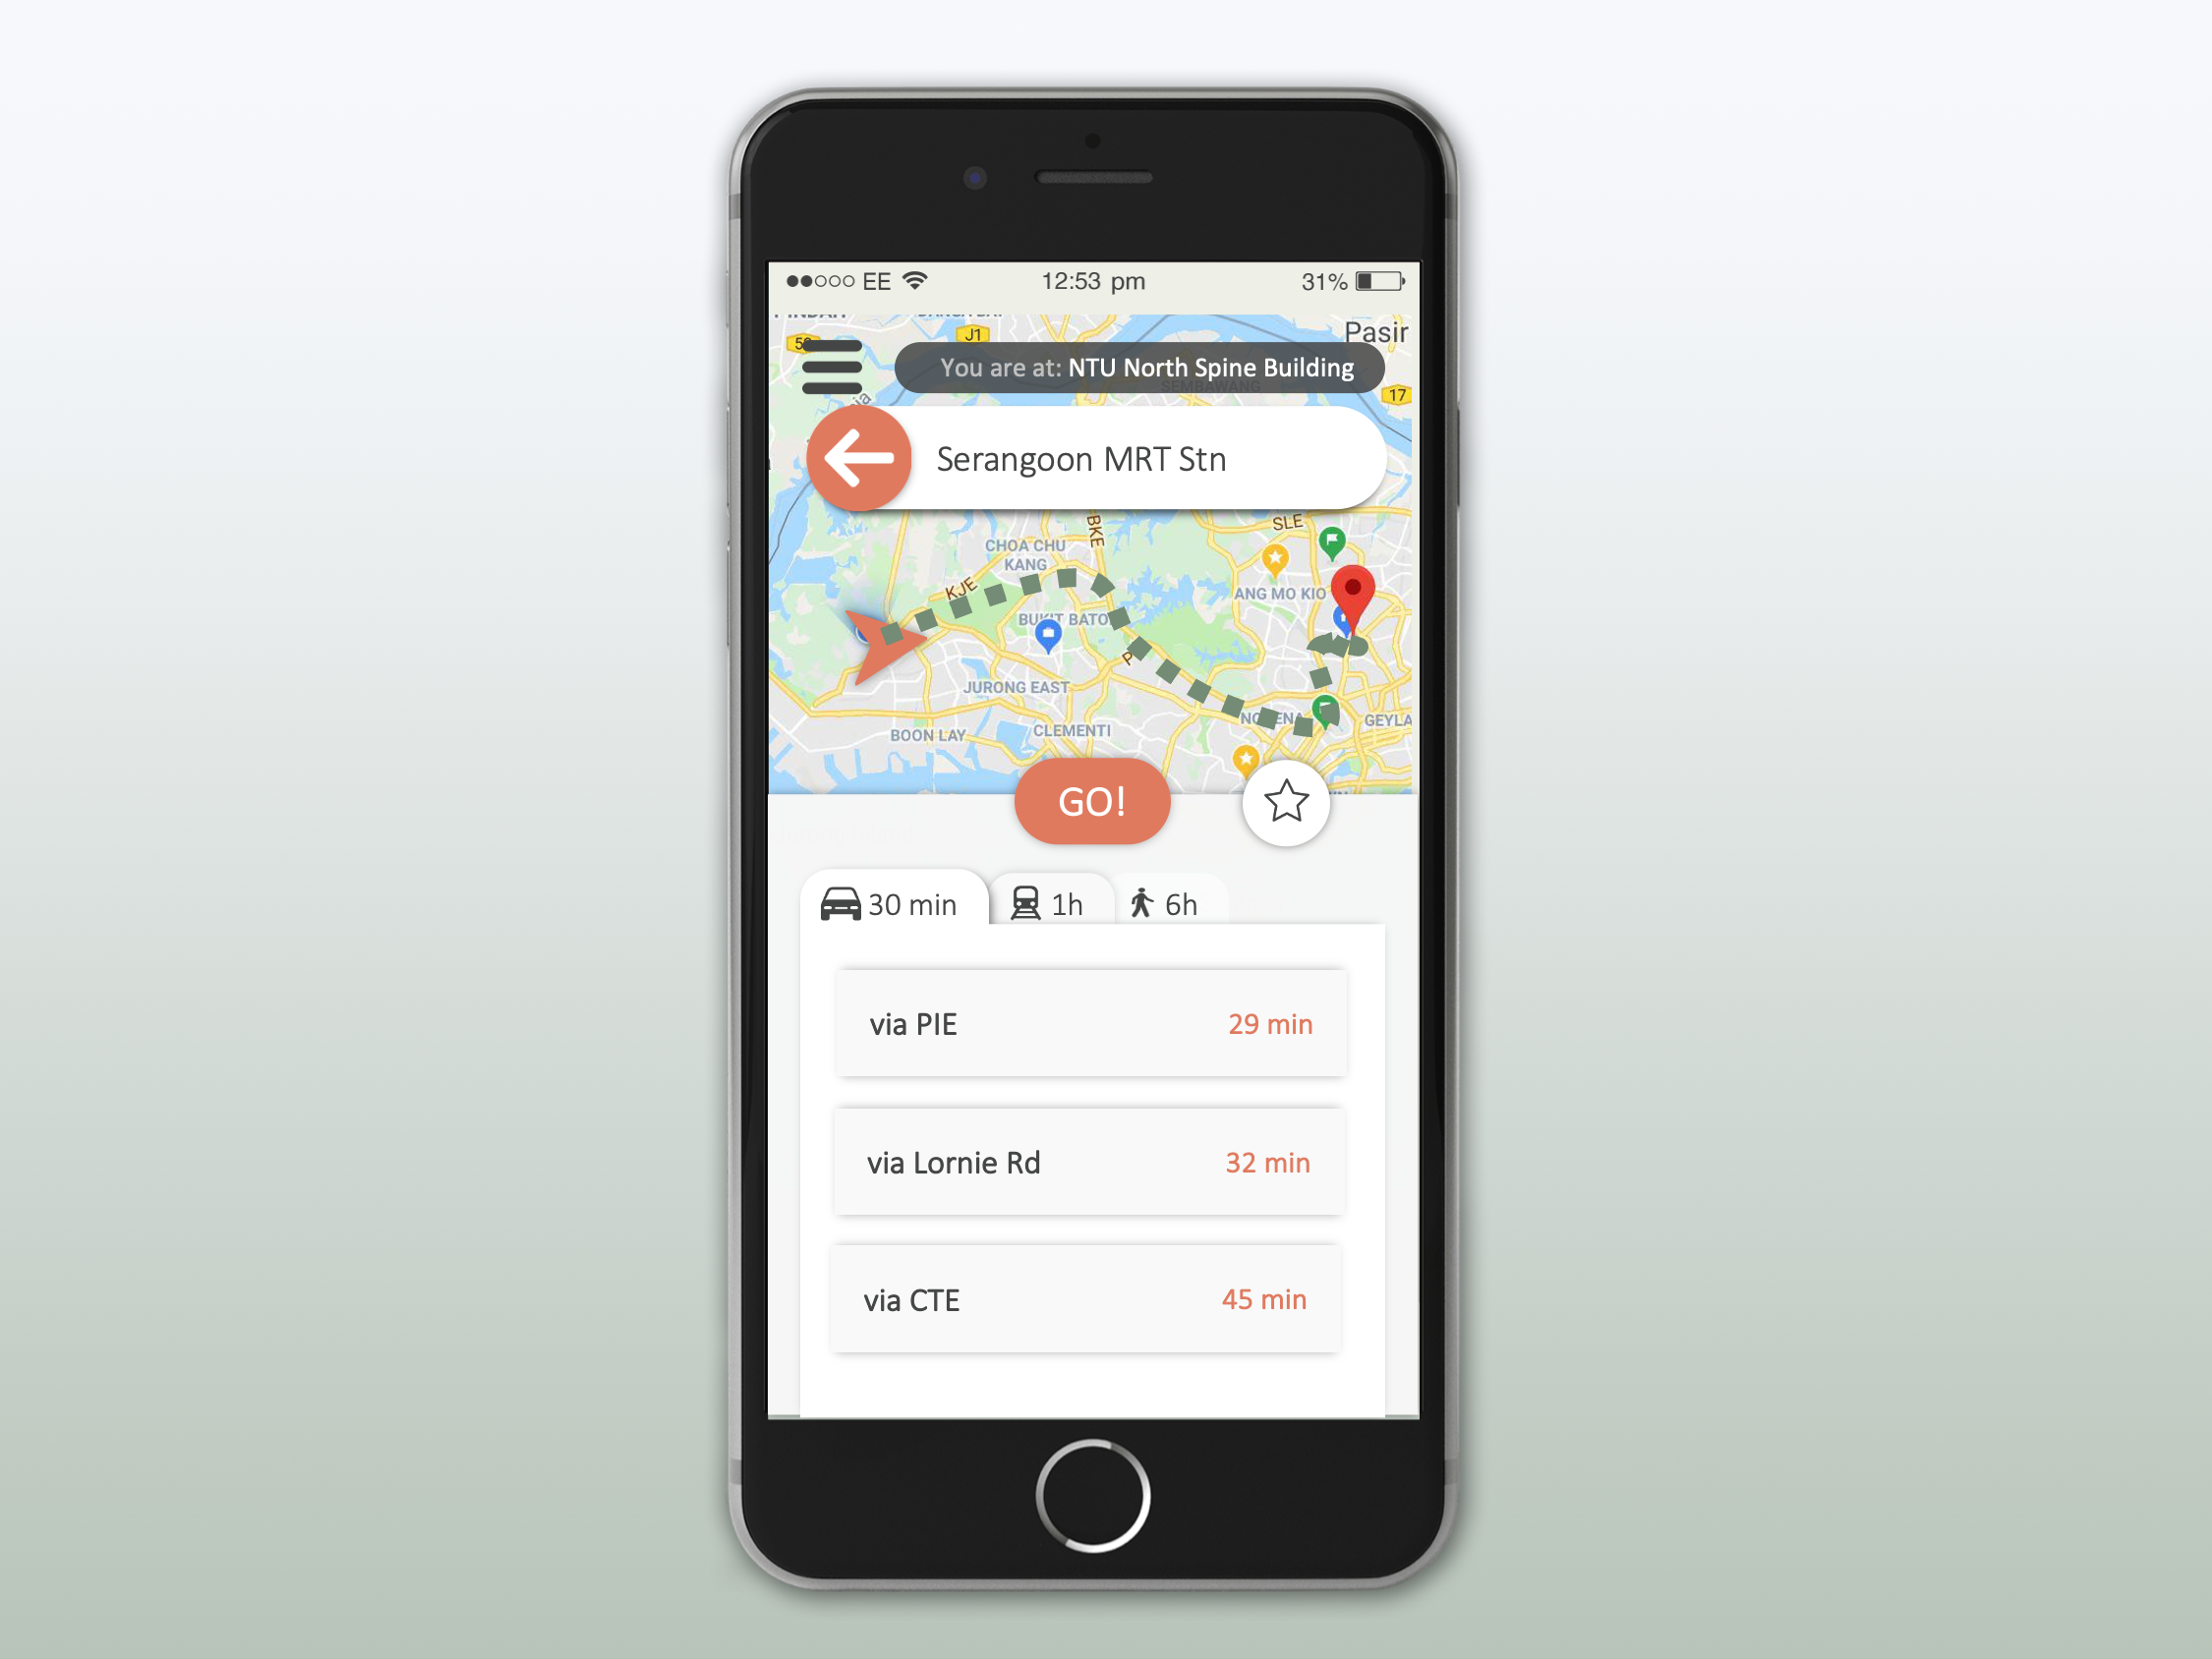 EE
12:53 pm
31%
J1
Pasir
You are at: NTU North Spine Building
SEMBAWANG
17
Serangoon MRT Stn
BKE
SLE
CHOA CHU
KANG
KJE
ANG MO KIO
BUKIT BATO
P
JURONG EAST
GEYLA
BOON LAY
CLEMENTI
GO!
30 min
1h
6h
via PIE
29 min
via Lornie Rd
32 min
via CTE
45 min